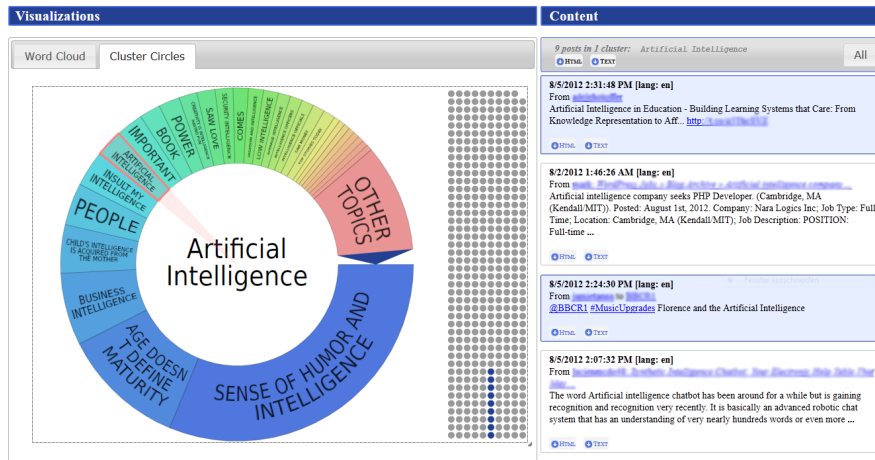 Visualizations
Word Cloud
Cluster Circles
SENSE OF HUMOR AND
INTELLIGENCE
AGE DOESN
T DEFINE
MATURITY
BUSINESS
INTELLIGENCE
CHILD'S INTELLIGENCE
IS ACQUIRED FROM
THE MOTHER
PEOPLE
INSULT MY
INTELLIGENCE
ARTIFICIAL
INTELLIGENCE
IMPORTANT
BOOK
POWER
SAW LOVE
SECURITY INTELLIGENCE
COMES
LOW INTELLIGENCE
OTHER
TOPICS
Artificial
Intelligence
Content
9 posts in 1 cluster: Artificial Intelligence
HTML TEXT
All
8/5/2012 2:31:48 PM [lang: en]
From
Artificial Intelligence in Education - Building Learning Systems that Care: From
Knowledge Representation to Aff... http://
HTML TEXT
8/2/2012 1:46:26 AM [lang: en]
From
Artificial intelligence company seeks PHP Developer. (Cambridge, MA
(Kendall/MIT)). Posted: August 1st, 2012. Company: Nara Logics Inc; Job Type: Full
Time; Location: Cambridge, MA (Kendall/MIT); Job Description: POSITION:
Full-time ...
HTML TEXT
8/5/2012 2:24:30 PM [lang: en]
From to
@BBCR1 #MusicUpgrades Florence and the Artificial Intelligence
HTML TEXT
8/5/2012 2:07:32 PM [lang: en]
From
The word Artificial intelligence chatbot has been around for a while but is gaining
recognition and recognition very recently. It is basically an advanced robotic chat
system that has an understanding of very nearly hundreds words or even more ...
HTML TEXT